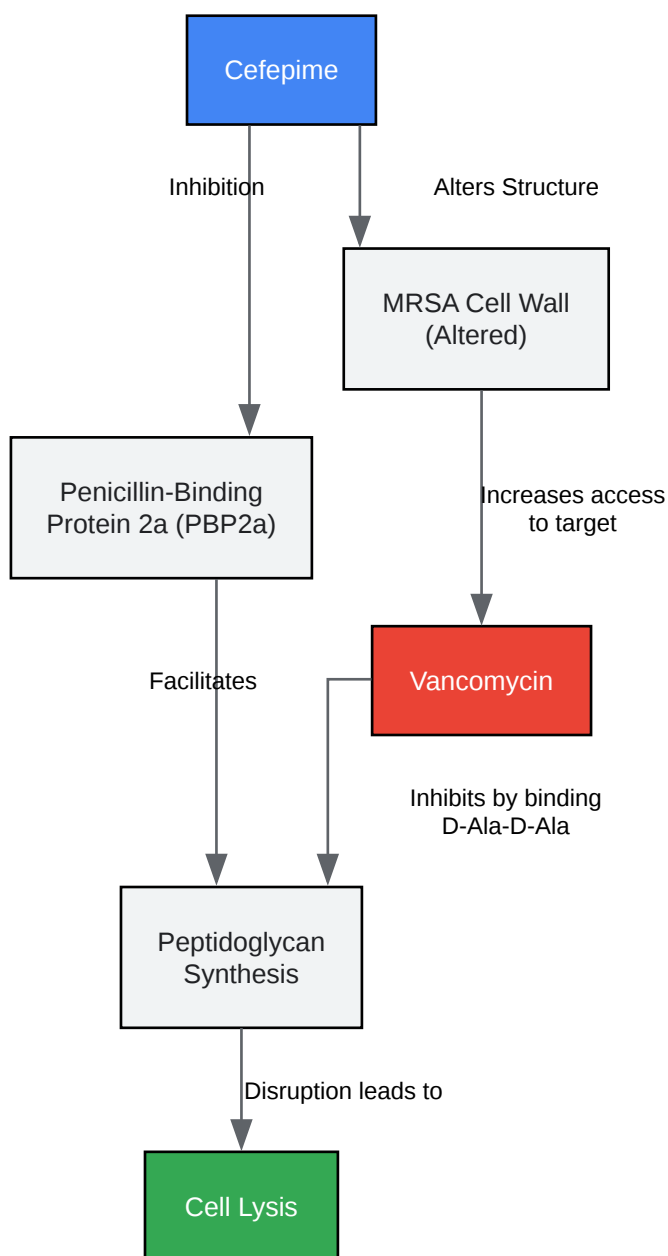 Cefepime
Inhibition
Alters Structure
MRSA Cell Wall
(Altered)
Penicillin-Binding
Protein 2a (PBP2a)
Increases access
to target
Facilitates
Vancomycin
Inhibits by binding
D-Ala-D-Ala
Peptidoglycan
Synthesis
Disruption leads to
Cell Lysis